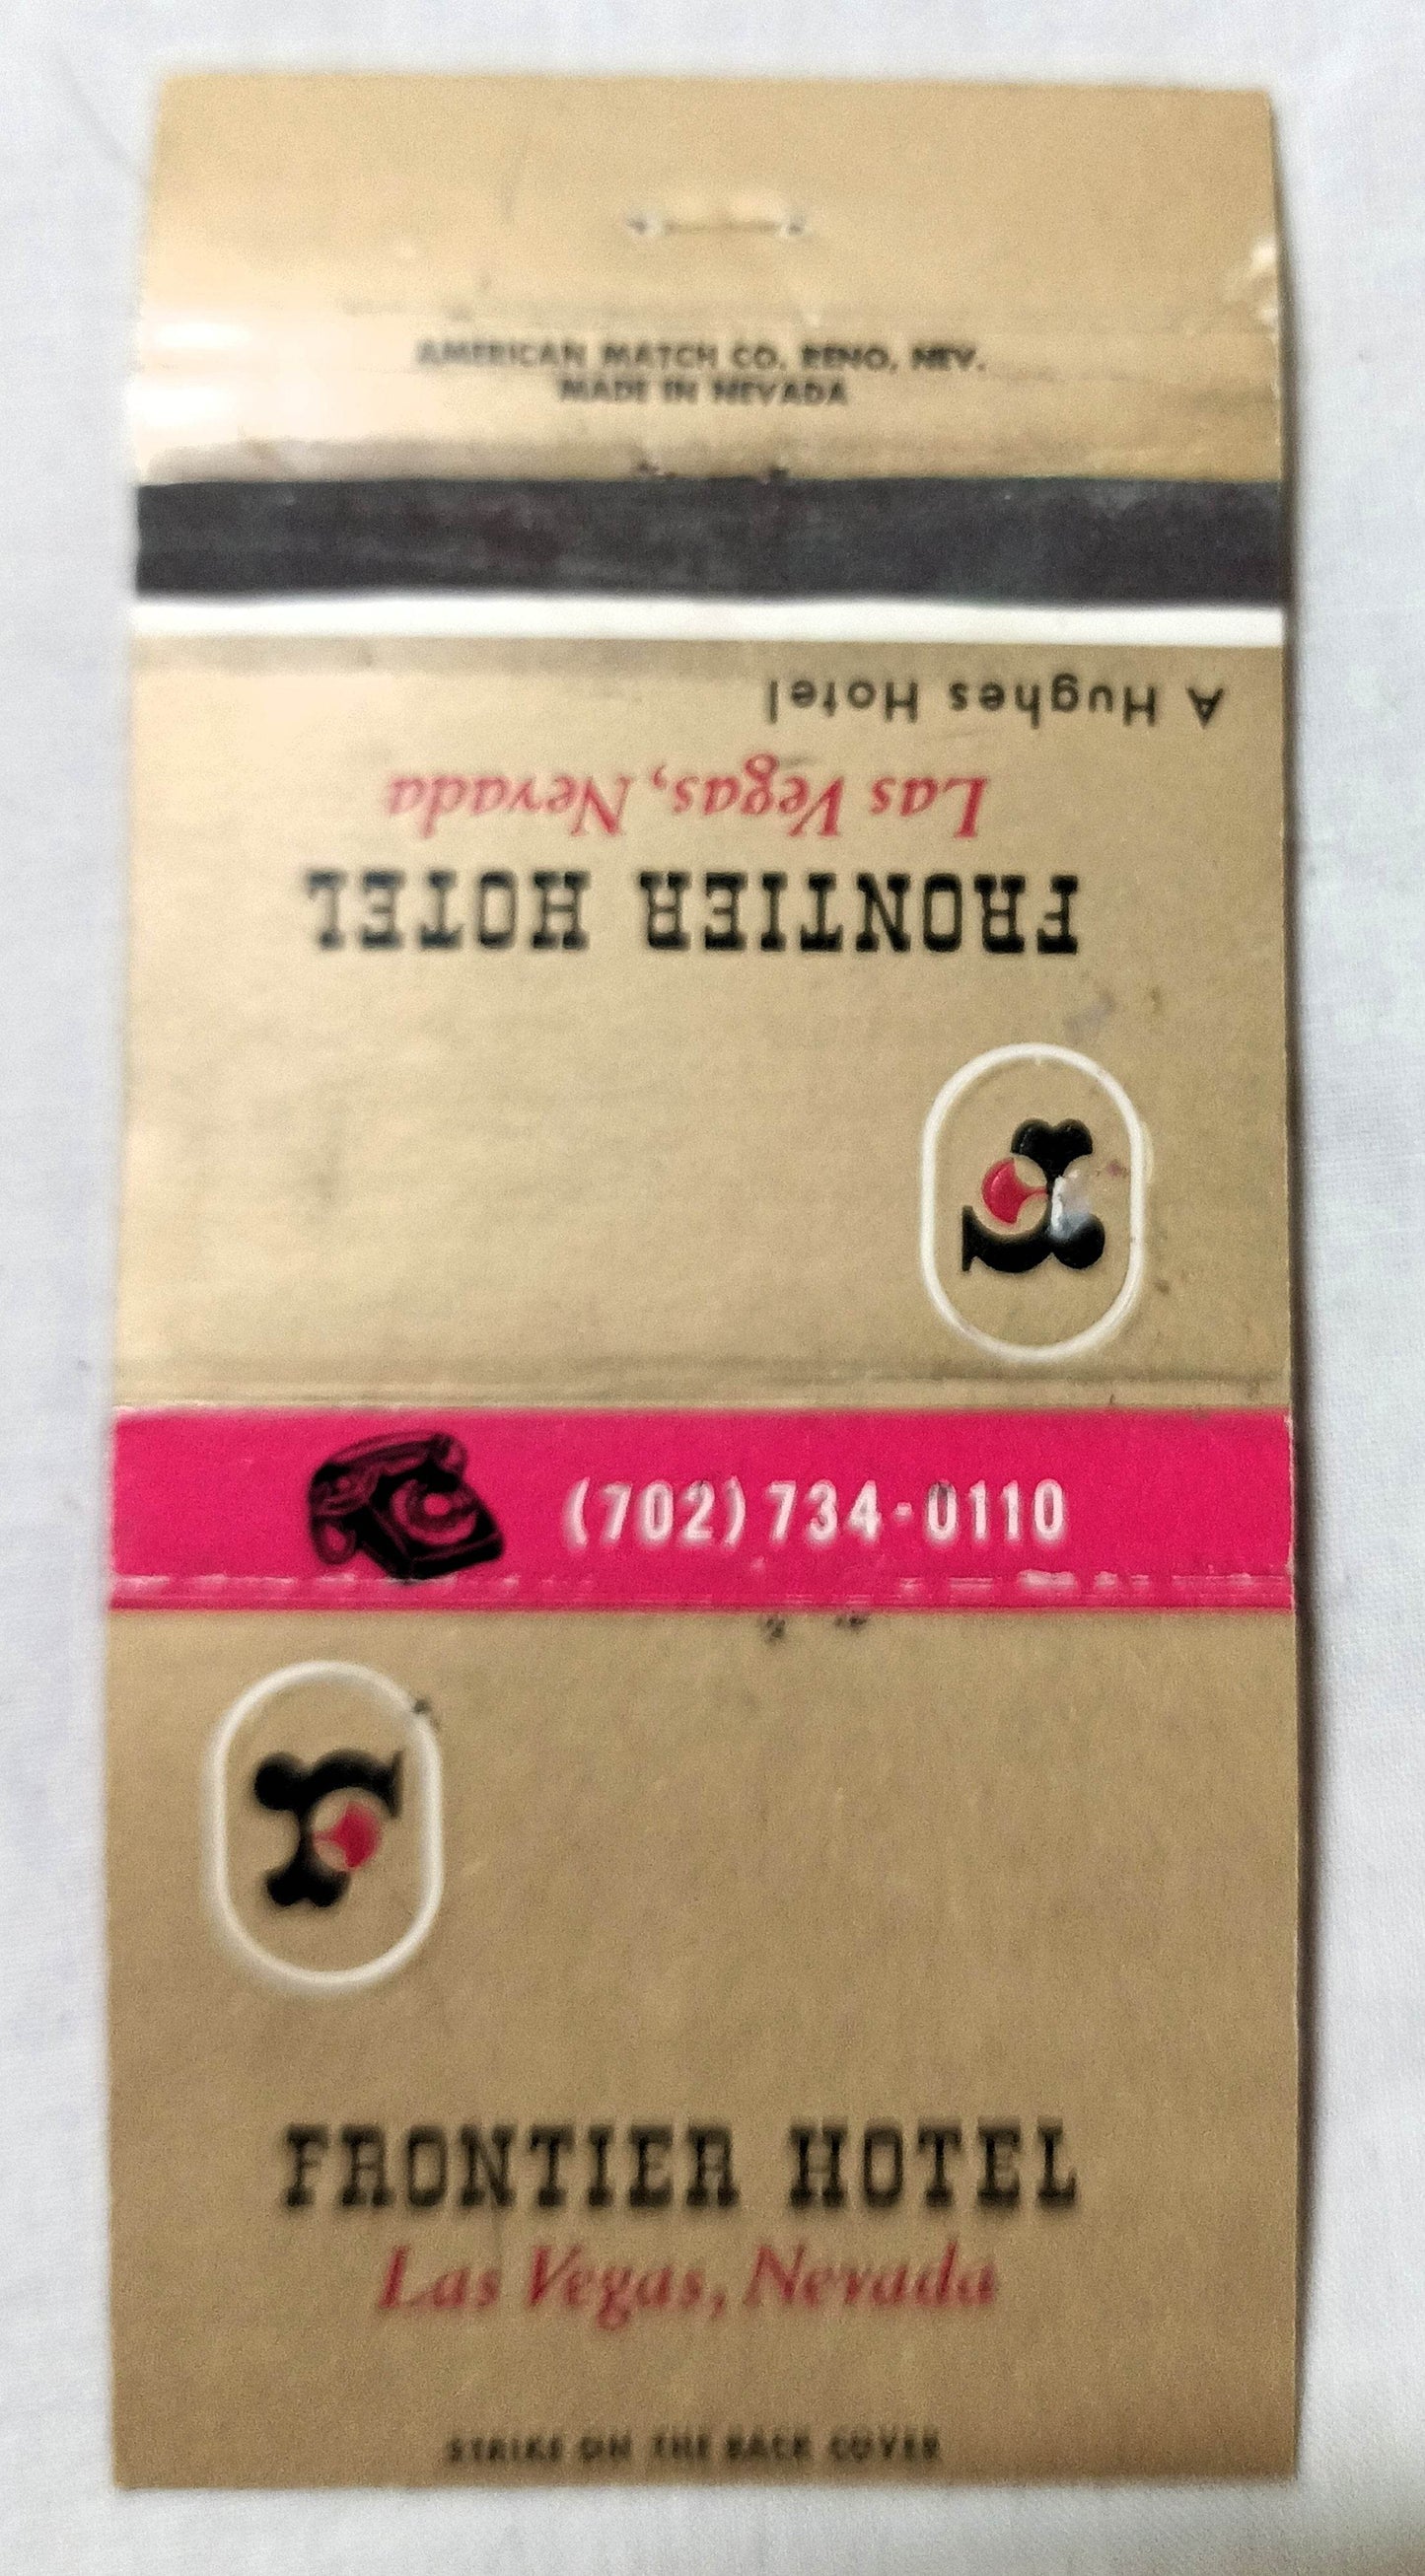 AMERICAN MATCH CO. RENO, NEV.
MADE IN NEVADA
FRONTIER HOTEL
Las Vegas, Nevada
A Hughes Hotel
(702) 734-0110
FRONTIER HOTEL
Las Vegas, Nevada
STRIKE ON THE BACK COVER